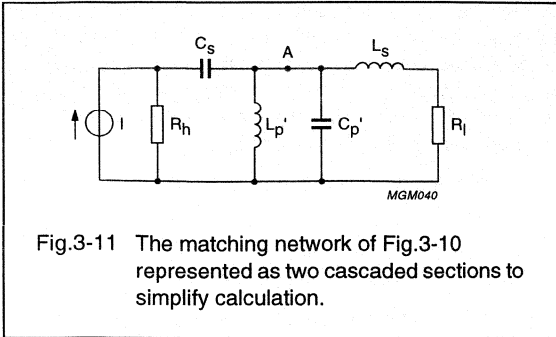 Cs
A
Ls
I
Rh
Lp'
Cp'
Rl
MGM040
Fig.3-11 The matching network of Fig.3-10
represented as two cascaded sections to
simplify calculation.